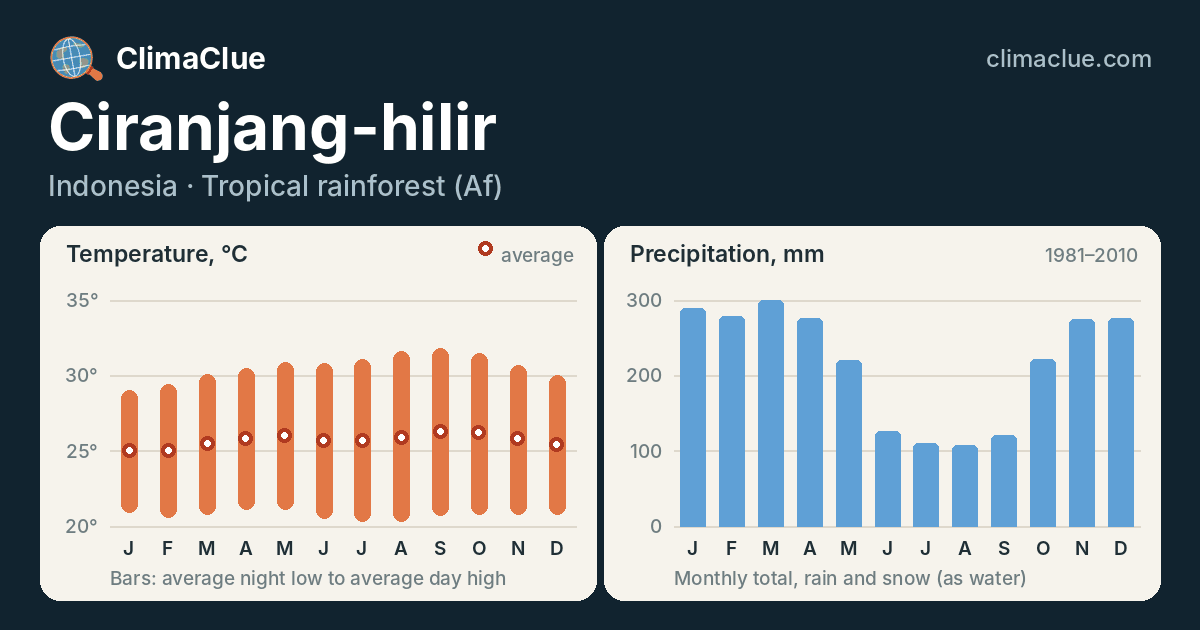 ClimaClue
climaclue.com
Ciranjang-hilir
Indonesia · Tropical rainforest (Af)
Temperature, °C
average
35°
30°
25°
20°
J F M A M J J A S O N D
Bars: average night low to average day high
Precipitation, mm
1981–2010
300
200
100
0
J F M A M J J A S O N D
Monthly total, rain and snow (as water)